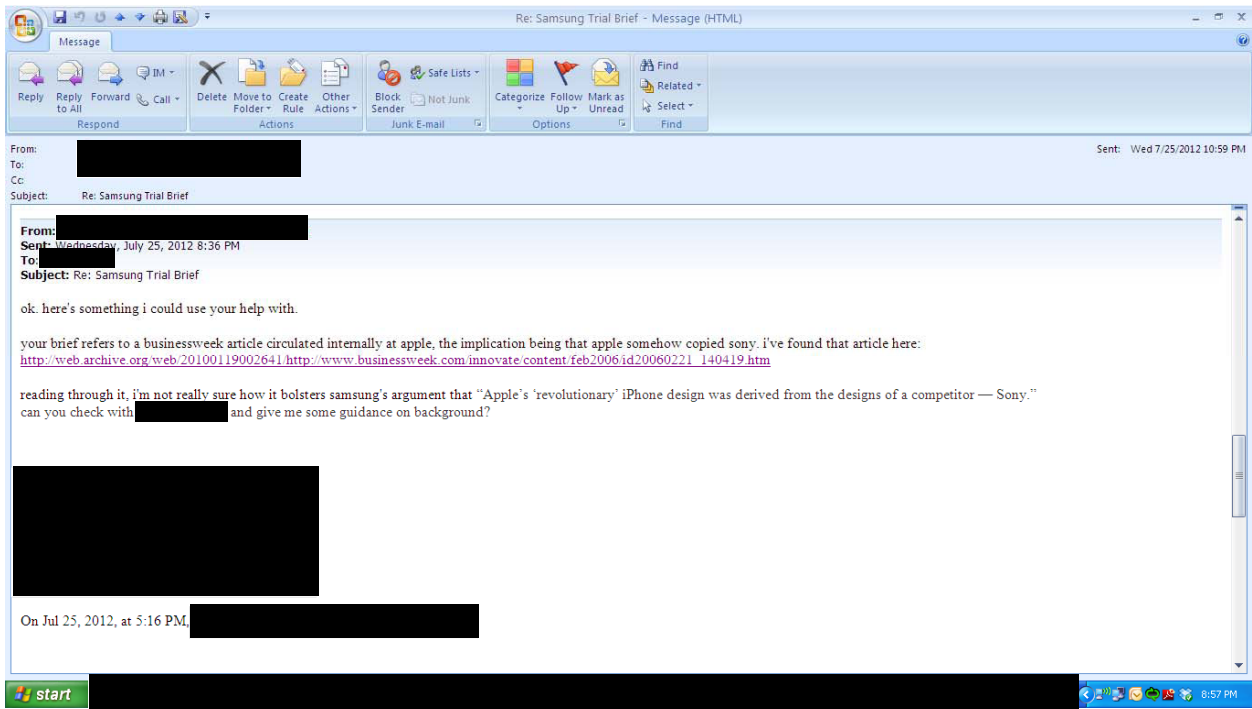 Re: Samsung Trial Brief - Message (HTML)
Message
Reply
Reply to All
Forward
IM
Call
Respond
Delete
Move to Folder
Create Rule
Other Actions
Actions
Block Sender
Safe Lists
Not Junk
Junk E-mail
Categorize
Follow Up
Mark as Unread
Options
Find
Related
Select
Find
From:
Sent: Wed 7/25/2012 10:59 PM
To:
Cc:
Subject: Re: Samsung Trial Brief
From:
Sent: Wednesday, July 25, 2012 8:36 PM
To:
Subject: Re: Samsung Trial Brief
ok. here's something i could use your help with.
your brief refers to a businessweek article circulated internally at apple, the implication being that apple somehow copied sony. i've found that article here:
http://web.archive.org/web/20100119002641/http://www.businessweek.com/innovate/content/feb2006/id20060221_140419.htm
reading through it, i'm not really sure how it bolsters samsung's argument that “Apple's ‘revolutionary’ iPhone design was derived from the designs of a competitor — Sony.”
can you check with and give me some guidance on background?
On Jul 25, 2012, at 5:16 PM,
start
8:57 PM